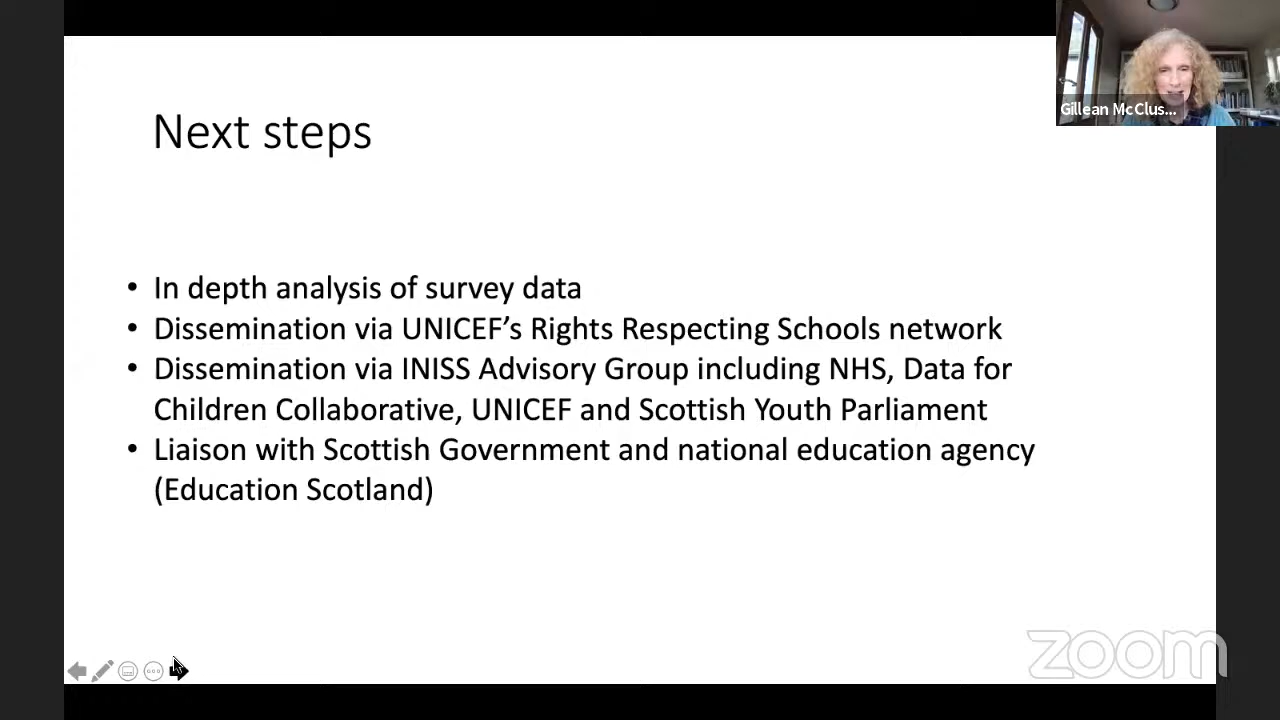 Gillean McClus...
Next steps
• In depth analysis of survey data
• Dissemination via UNICEF’s Rights Respecting Schools network
• Dissemination via INISS Advisory Group including NHS, Data for
Children Collaborative, UNICEF and Scottish Youth Parliament
• Liaison with Scottish Government and national education agency
(Education Scotland)
zoom